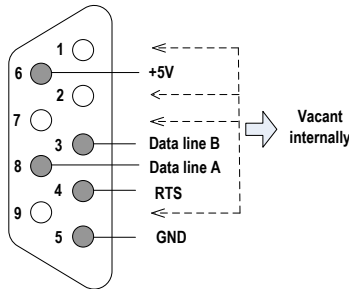 1
6
+5V
2
7
Vacant
internally
3
Data line B
8
Data line A
4
RTS
9
5
GND